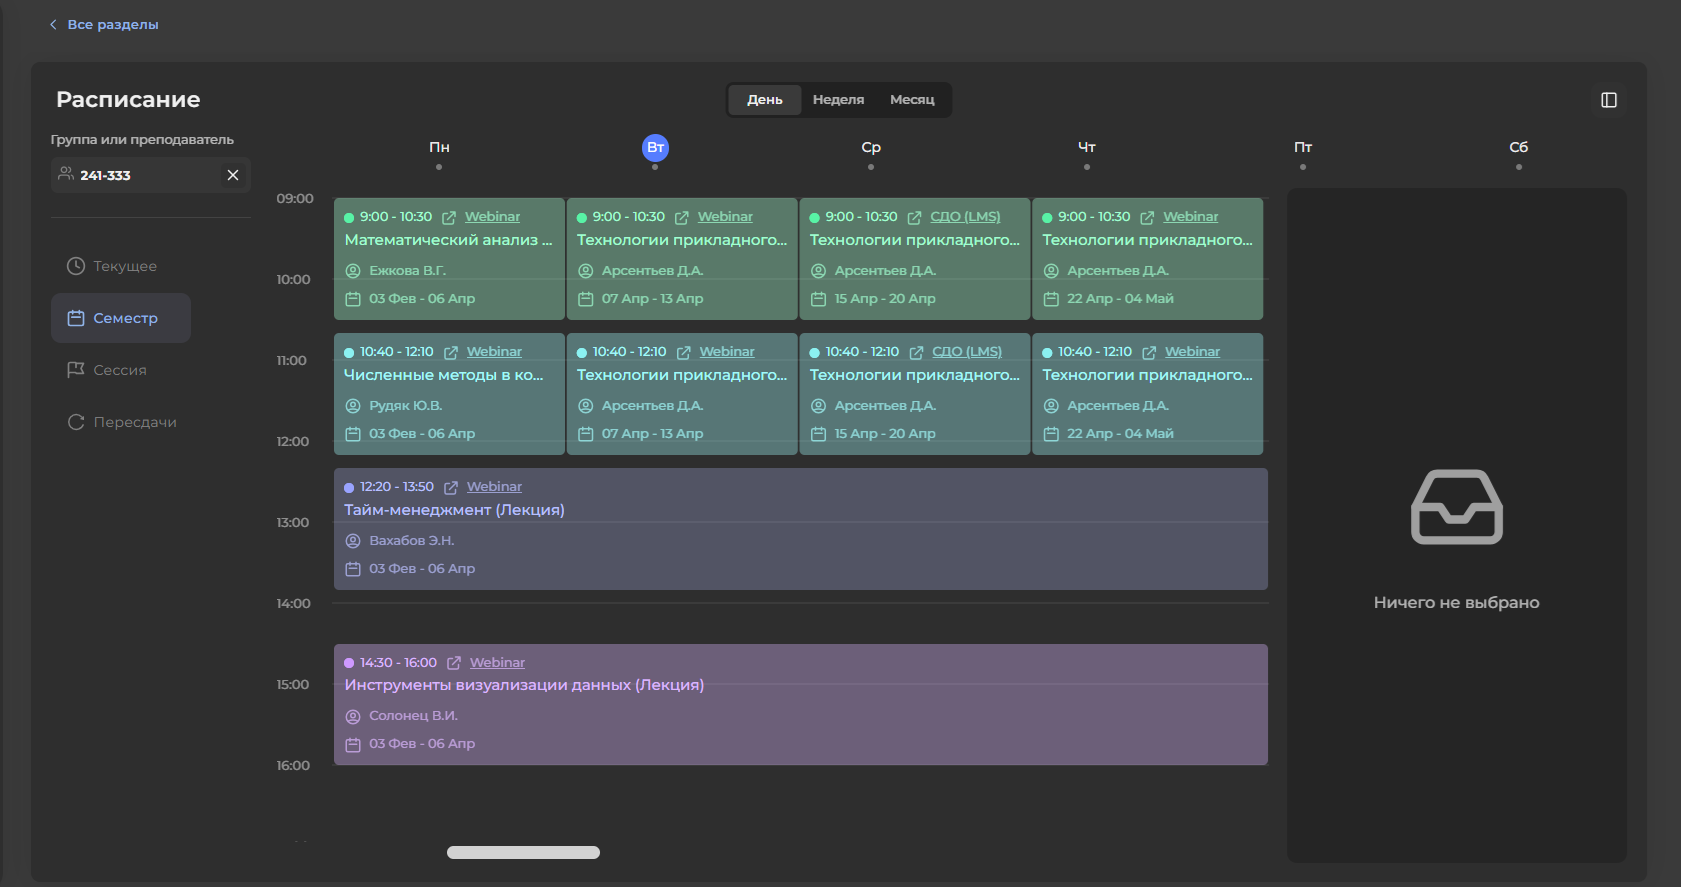 Все разделы
Расписание
День Неделя Месяц
Группа или преподаватель
241-333
Текущее
Семестр
Сессия
Пересдачи
Пн Вт Ср Чт Пт Сб
09:00
10:00
11:00
12:00
13:00
14:00
15:00
16:00
9:00 - 10:30 Webinar
Математический анализ ...
Ежкова В.Г.
03 Фев - 06 Апр
9:00 - 10:30 Webinar
Технологии прикладного...
Арсентьев Д.А.
07 Апр - 13 Апр
9:00 - 10:30 СДО (LMS)
Технологии прикладного...
Арсентьев Д.А.
15 Апр - 20 Апр
9:00 - 10:30 Webinar
Технологии прикладного...
Арсентьев Д.А.
22 Апр - 04 Май
10:40 - 12:10 Webinar
Численные методы в ко...
Рудяк Ю.В.
03 Фев - 06 Апр
10:40 - 12:10 Webinar
Технологии прикладного...
Арсентьев Д.А.
07 Апр - 13 Апр
10:40 - 12:10 СДО (LMS)
Технологии прикладного...
Арсентьев Д.А.
15 Апр - 20 Апр
10:40 - 12:10 Webinar
Технологии прикладного...
Арсентьев Д.А.
22 Апр - 04 Май
12:20 - 13:50 Webinar
Тайм-менеджмент (Лекция)
Вахабов Э.Н.
03 Фев - 06 Апр
14:30 - 16:00 Webinar
Инструменты визуализации данных (Лекция)
Солонец В.И.
03 Фев - 06 Апр
Ничего не выбрано